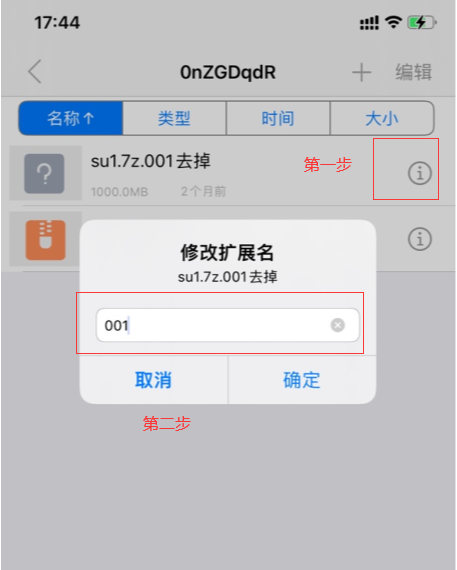 17:44
0nZGDqdR
编辑
名称↑
类型
时间
大小
su1.7z.001去掉
1000.0MB
2个月前
第一步
修改扩展名
su1.7z.001去掉
001
取消
确定
第二步